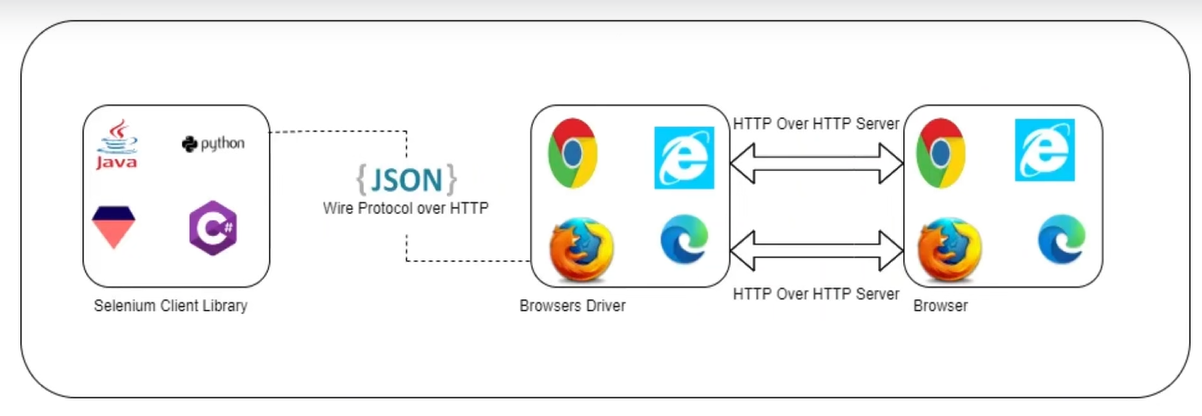 Java
python
C#
{JSON}
Wire Protocol over HTTP
HTTP Over HTTP Server
HTTP Over HTTP Server
Selenium Client Library
Browsers Driver
Browser